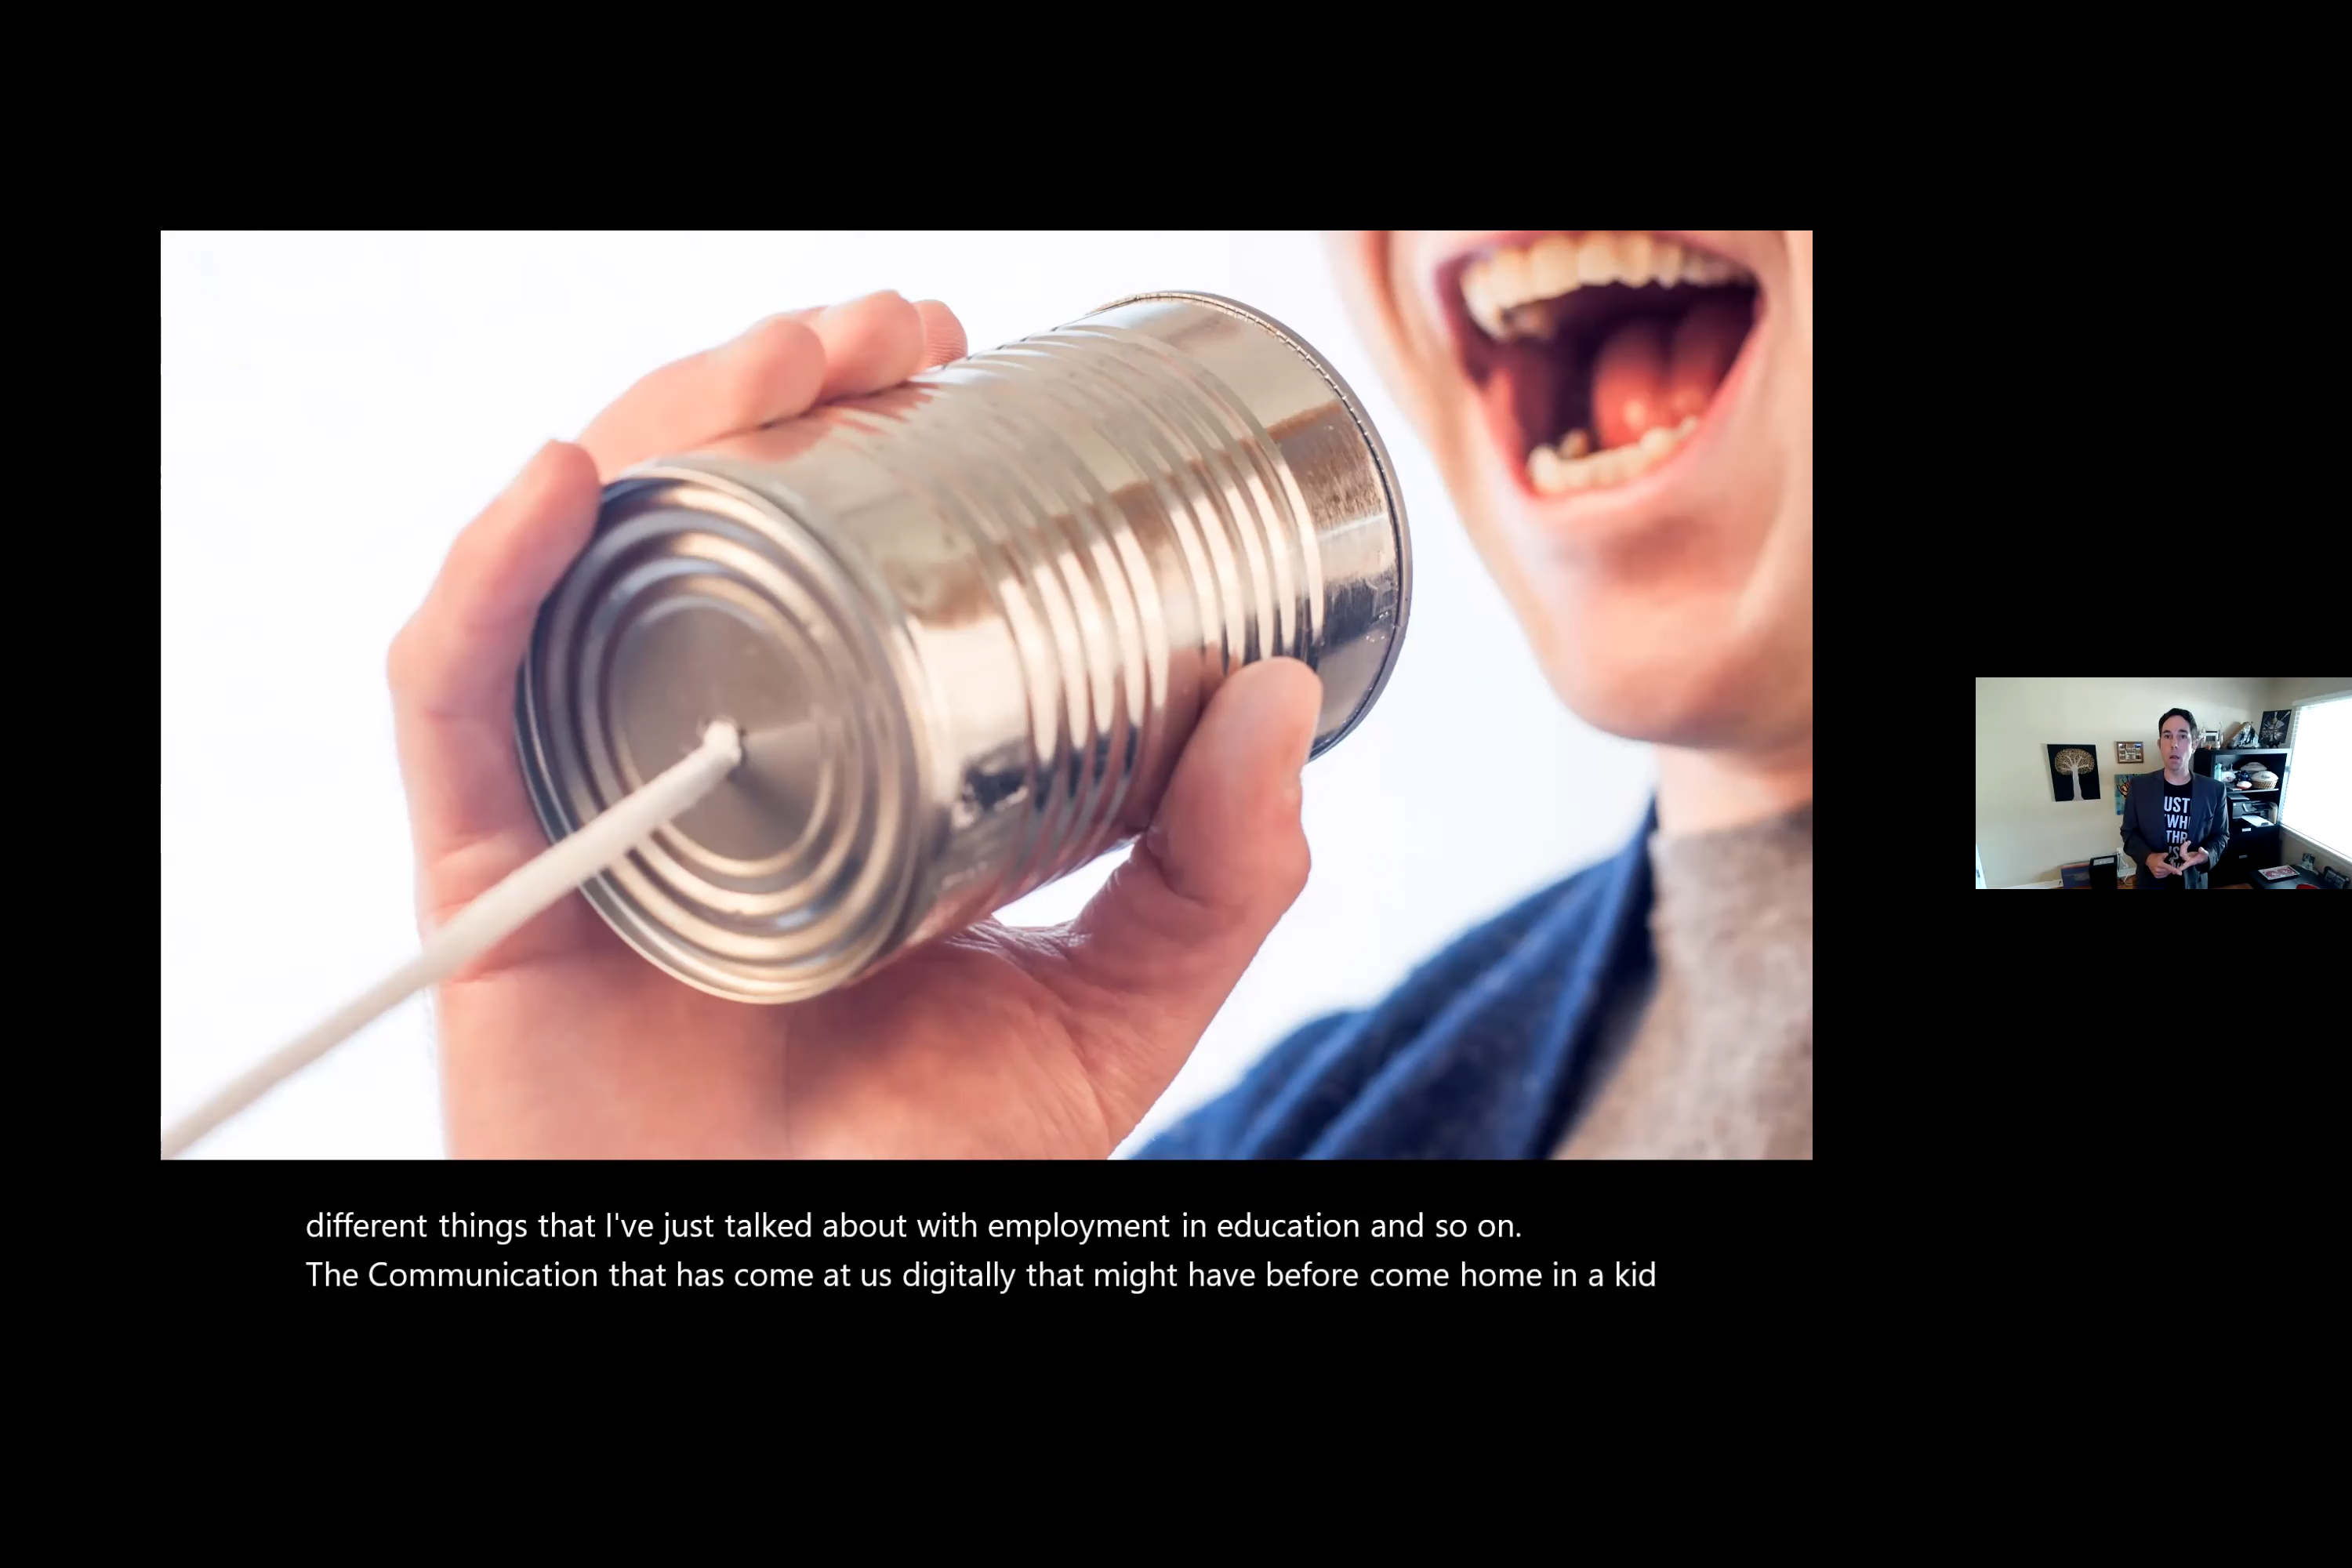 different things that I've just talked about with employment in education and so on.
The Communication that has come at us digitally that might have before come home in a kid